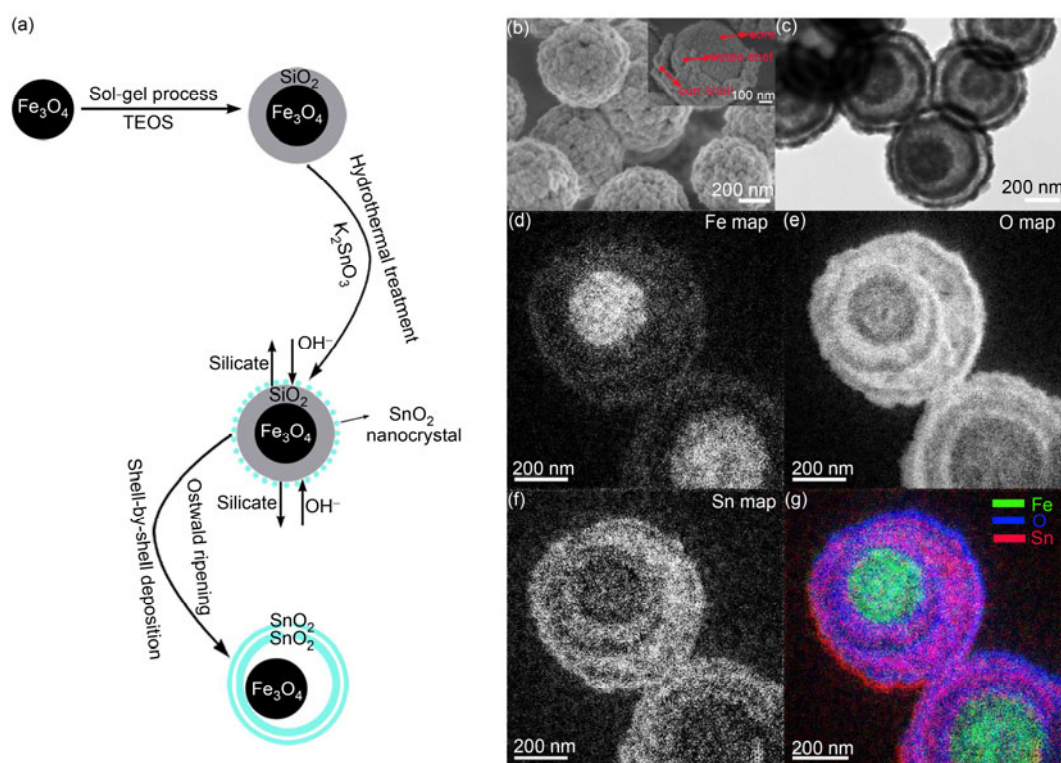 (a)
Fe₃O₄
Sol-gel process
TEOS
SiO₂
Fe₃O₄
Hydrothermal treatment
K₂SnO₃
Silicate
OH⁻
SiO₂
Fe₃O₄
SnO₂
nanocrystal
Silicate
OH⁻
Shell-by-shell deposition
Ostwald ripening
SnO₂
SnO₂
Fe₃O₄
(b)
core
100 nm
200 nm
(c)
200 nm
(d)
Fe map
200 nm
(e)
O map
200 nm
(f)
Sn map
200 nm
(g)
Fe
O
Sn
200 nm